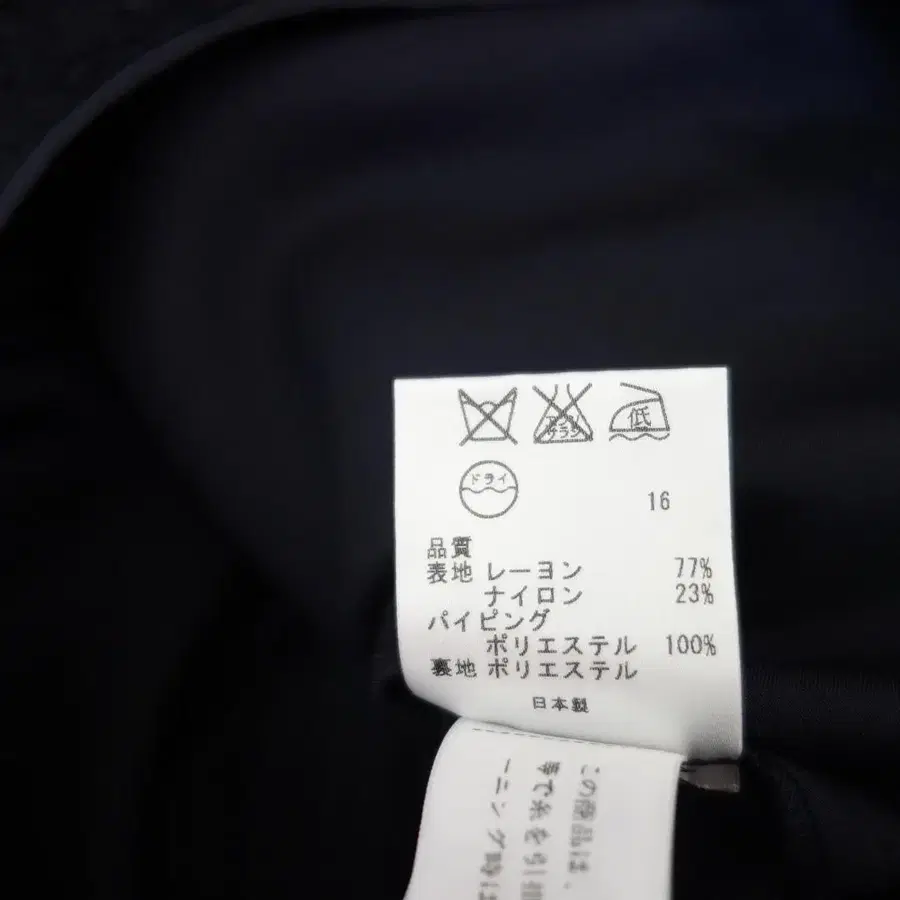 低
ドライ
16
品質
表地 レーヨン 77%
ナイロン 23%
パイピング
ポリエステル 100%
裏地 ポリエステル
日本製
この商品は、
等で糸を引
ーニング時に